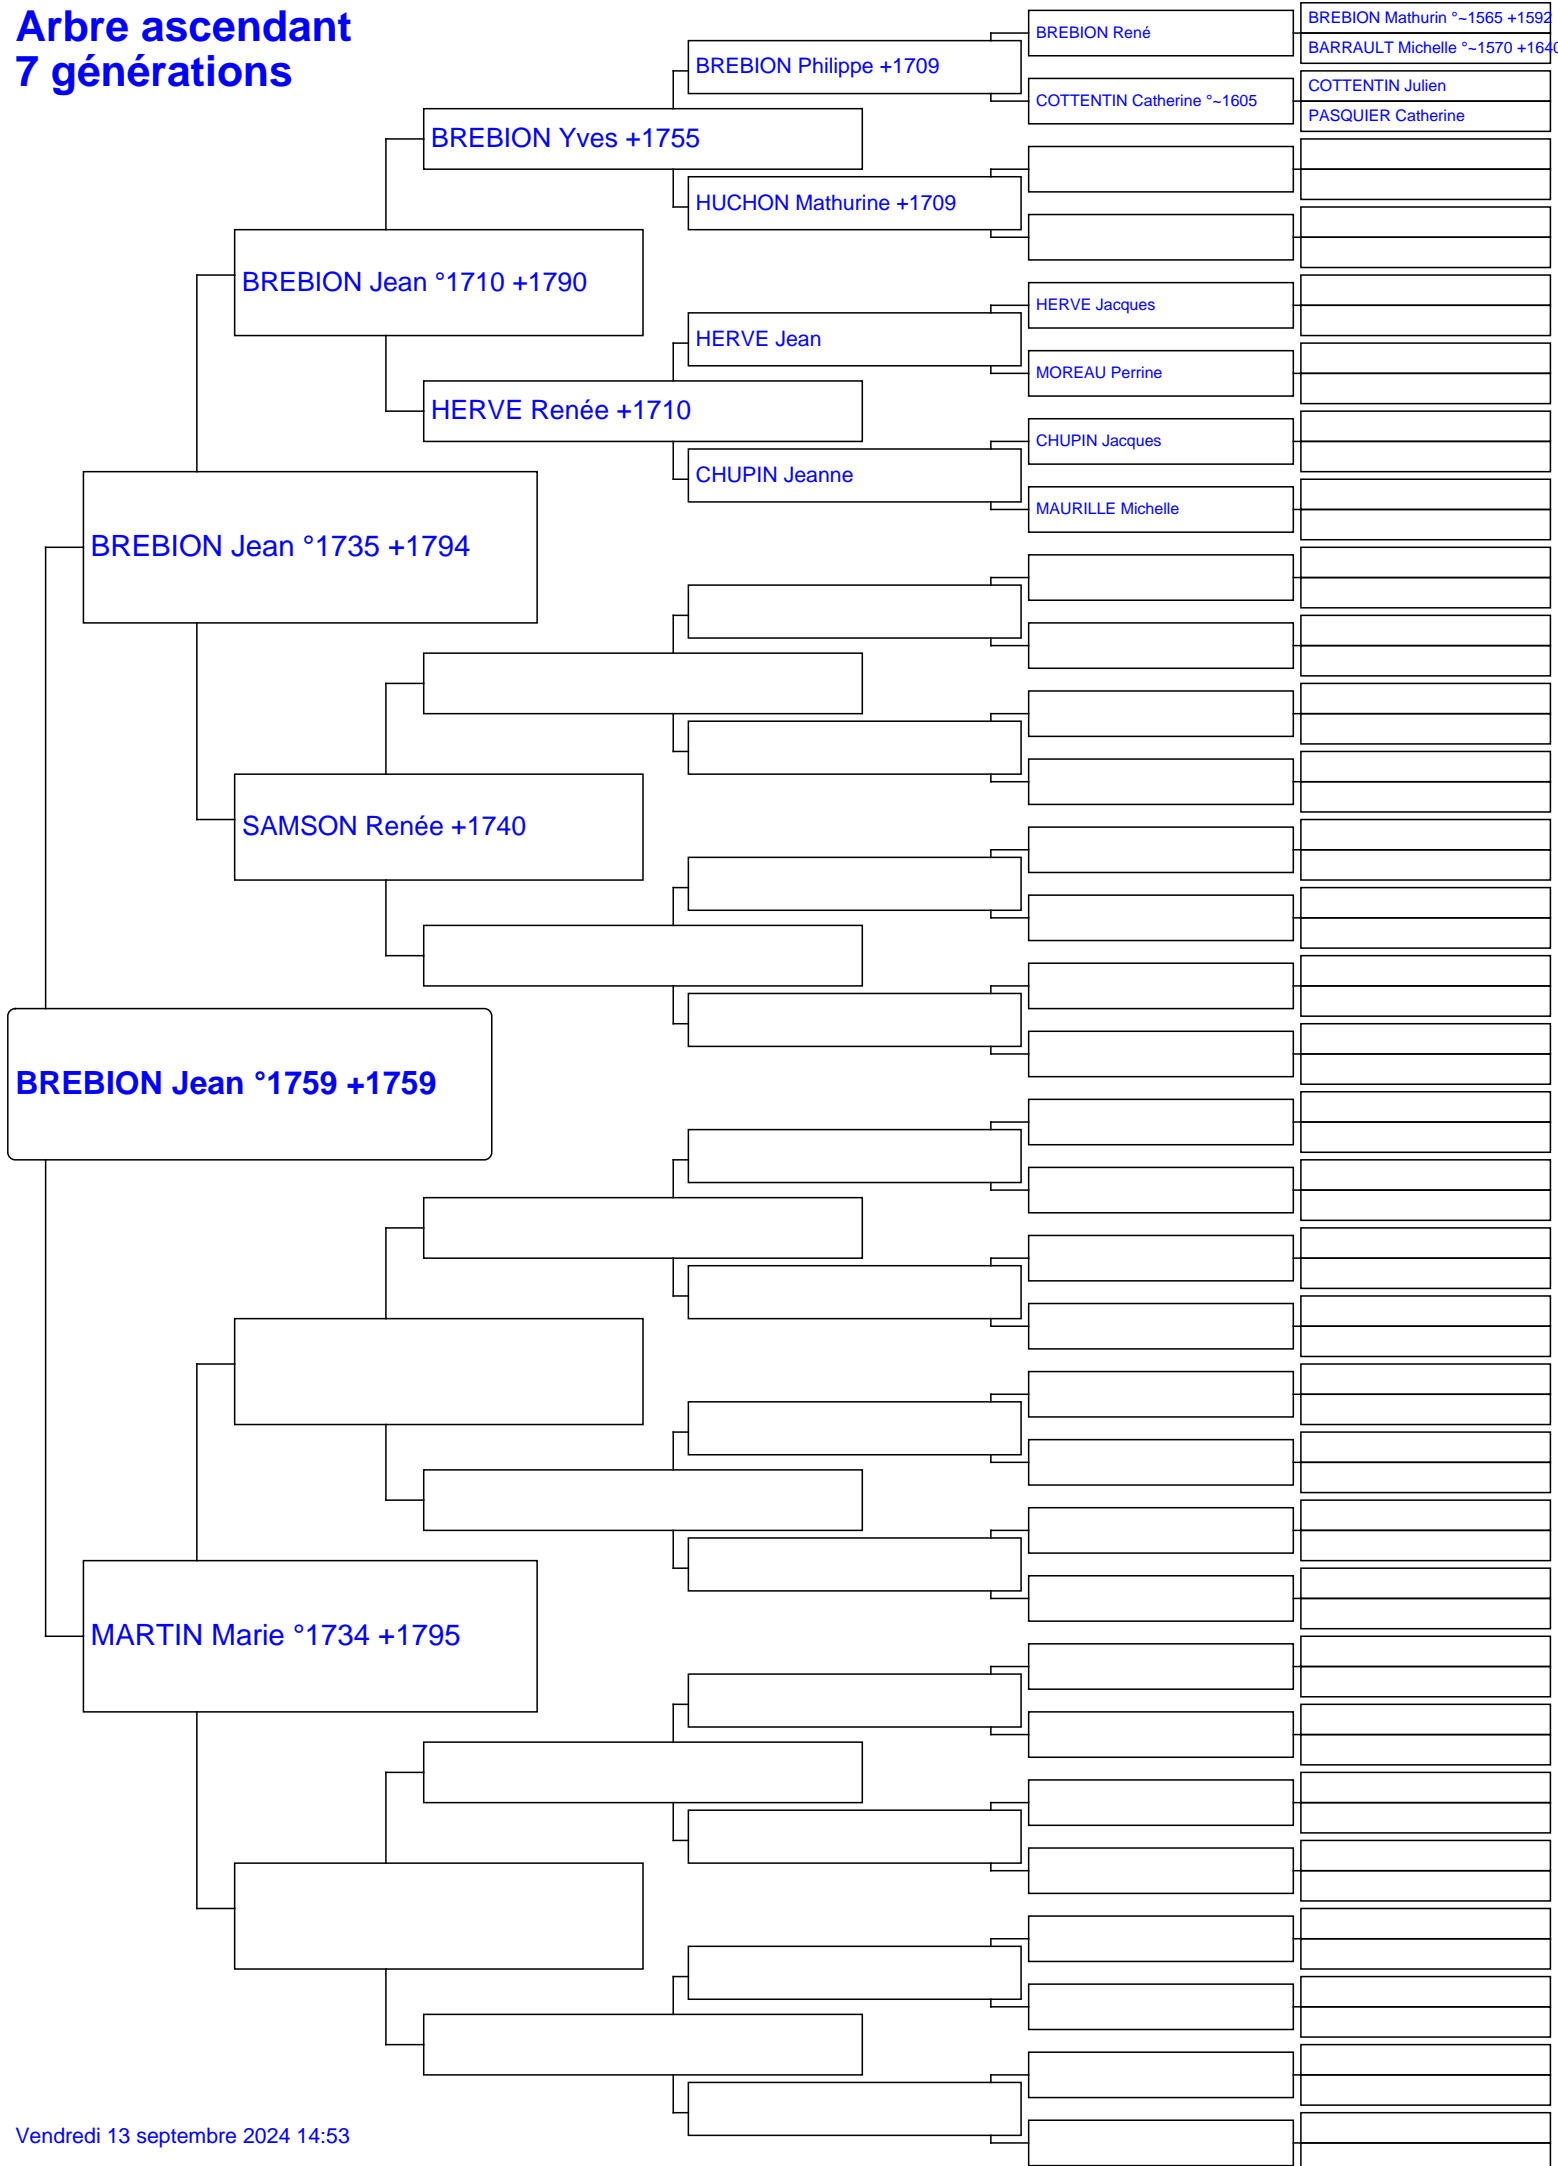 Arbre ascendant
7 générations
BREBION René
BREBION Mathurin °~1565 +1592
BARRAULT Michelle °~1570 +1640
BREBION Philippe +1709
COTTENTIN Catherine °~1605
COTTENTIN Julien
PASQUIER Catherine
BREBION Yves +1755
HUCHON Mathurine +1709
BREBION Jean °1710 +1790
HERVE Jacques
HERVE Jean
MOREAU Perrine
HERVE Renée +1710
CHUPIN Jacques
CHUPIN Jeanne
MAURILLE Michelle
BREBION Jean °1735 +1794
SAMSON Renée +1740
BREBION Jean °1759 +1759
MARTIN Marie °1734 +1795
Vendredi 13 septembre 2024 14:53